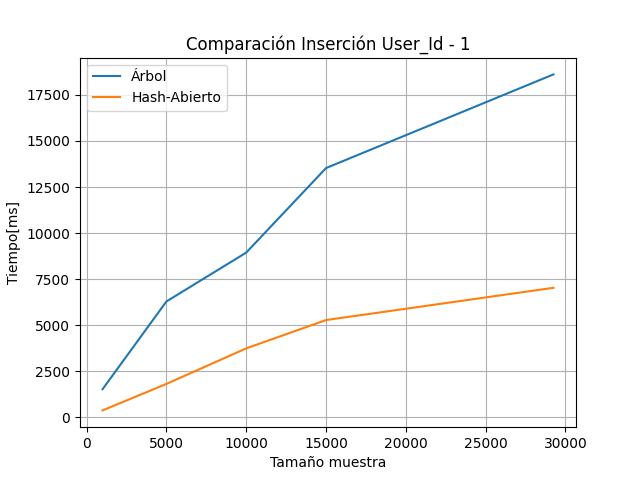 Comparación Inserción User_Id - 1
Árbol
Hash-Abierto
Tiempo[ms]
17500
15000
12500
10000
7500
5000
2500
0
0 5000 10000 15000 20000 25000 30000
Tamaño muestra